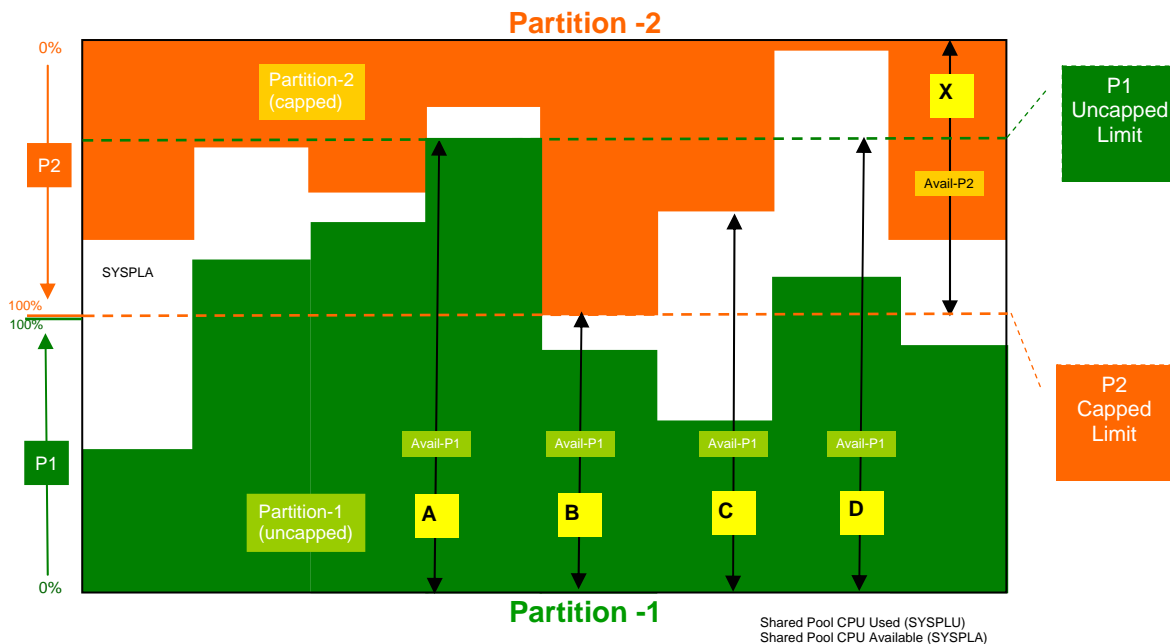 Partition -2
0%
Partition-2
(capped)
X
P1
Uncapped
Limit
P2
Avail-P2
SYSPLA
100%
100%
P2
Capped
Limit
Avail-P1
Avail-P1
Avail-P1
Avail-P1
P1
A
B
C
D
Partition-1
(uncapped)
0%
Partition -1
Shared Pool CPU Used (SYSPLU)
Shared Pool CPU Available (SYSPLA)